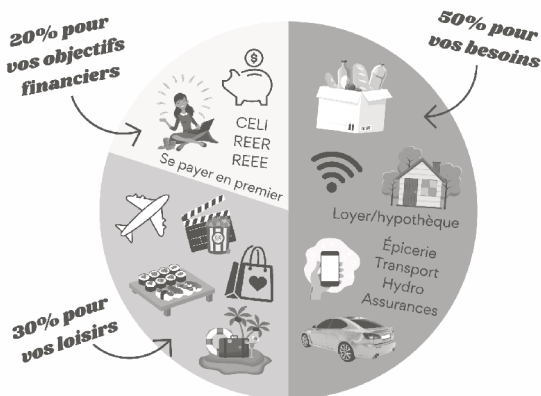 20% pour
vos objectifs
financiers
50% pour
vos besoins
$
CELI
REER
REEE
Se payer en premier
Loyer/hypothèque
Épicerie
Transport
Hydro
Assurances
30% pour
vos loisirs